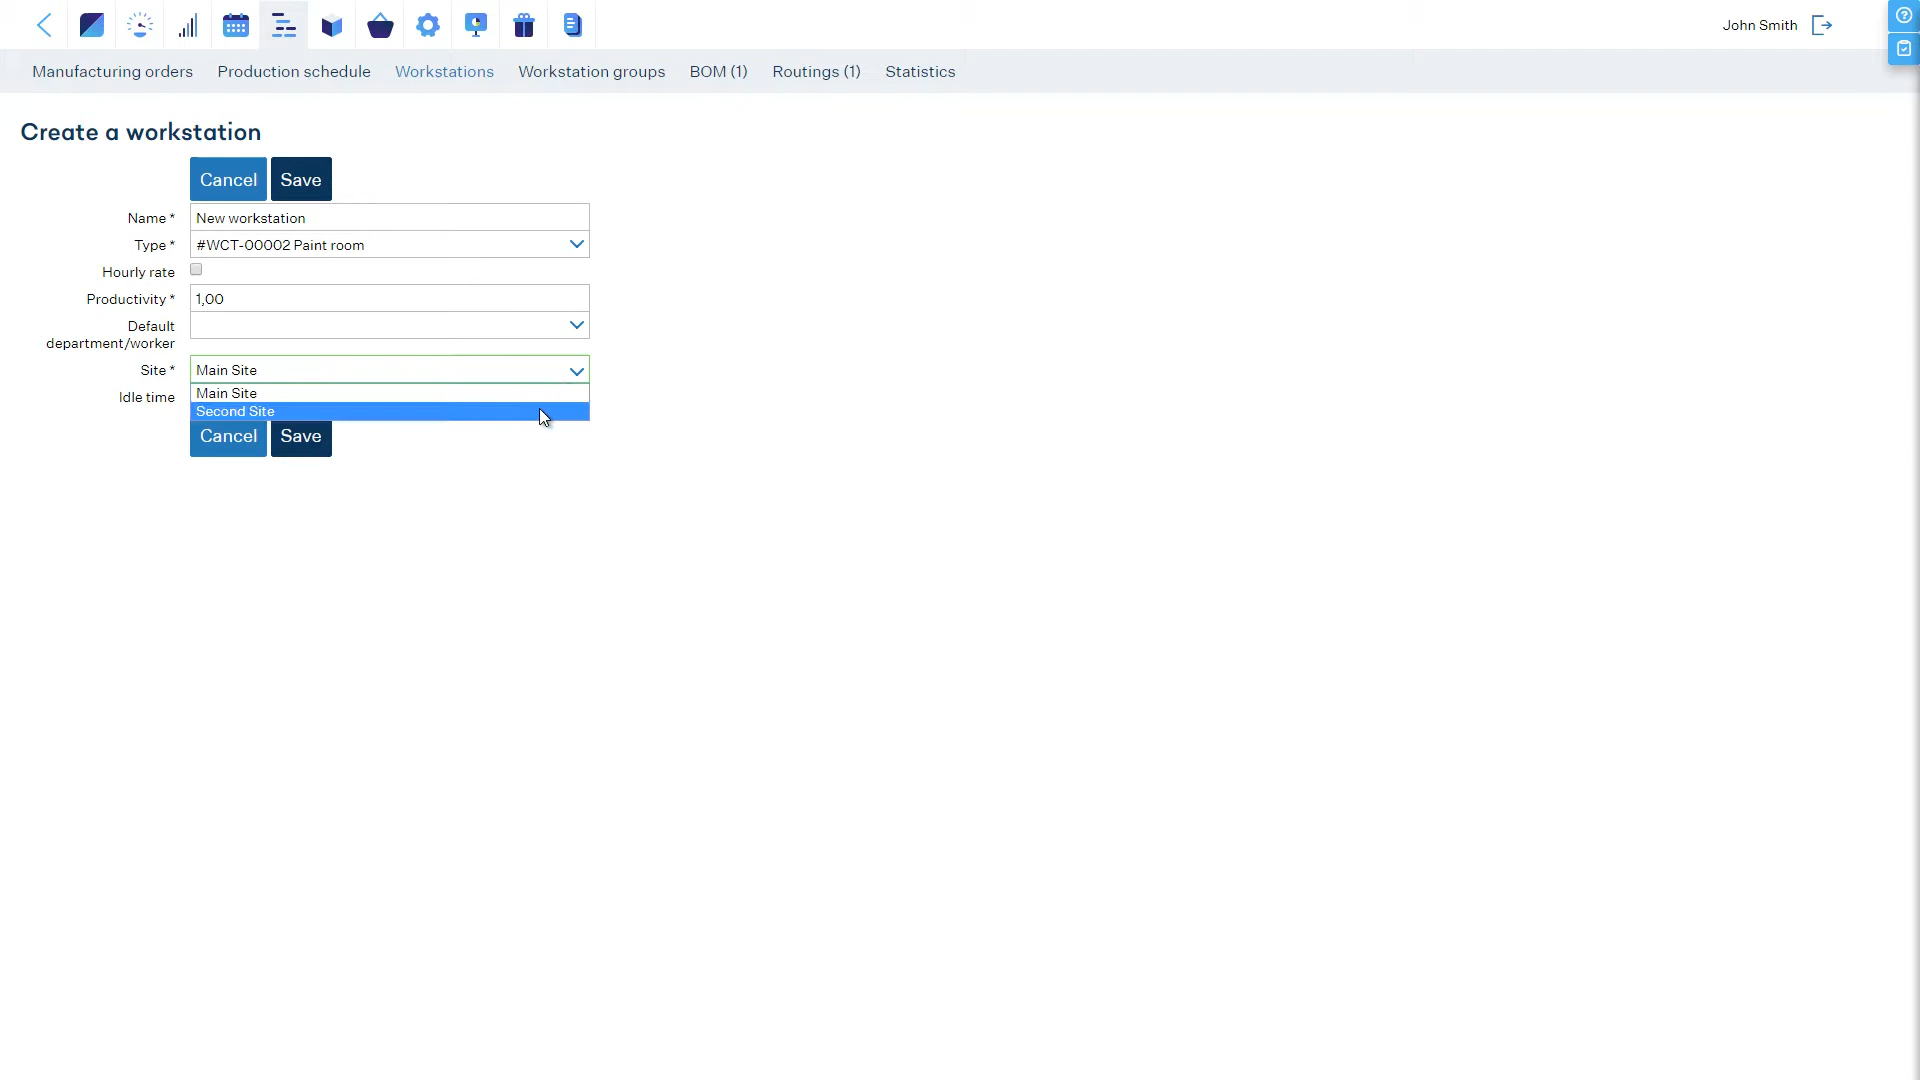 John Smith
Manufacturing orders Production schedule Workstations Workstation groups BOM (1) Routings (1) Statistics
Create a workstation
Cancel Save
Name * New workstation
Type * #WCT-00002 Paint room
Hourly rate
Productivity * 1,00
Default
department/worker
Site * Main Site
Main Site
Idle time
Second Site
Cancel Save